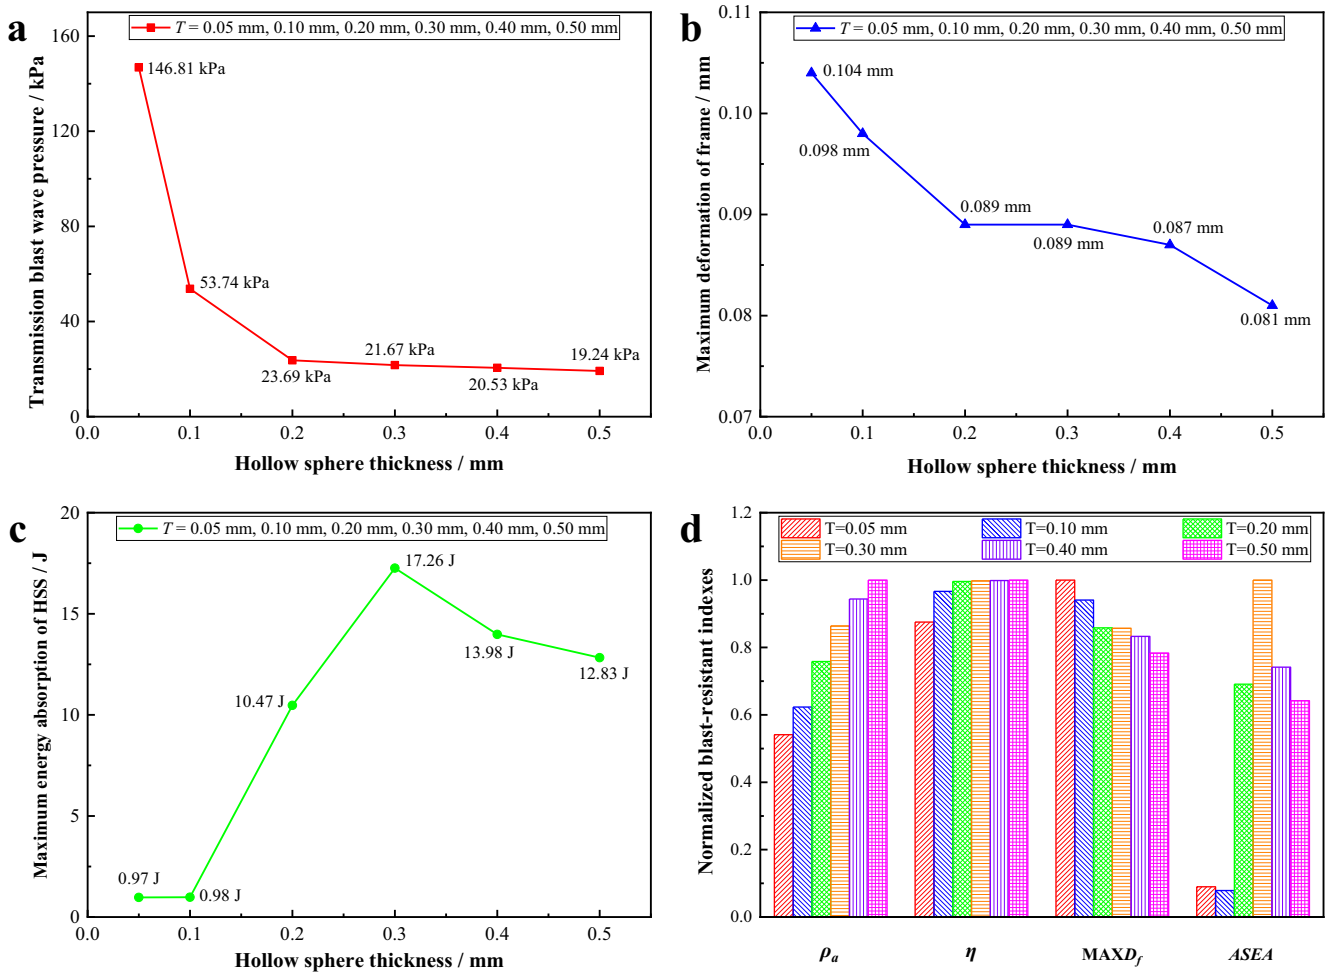 a
T = 0.05 mm, 0.10 mm, 0.20 mm, 0.30 mm, 0.40 mm, 0.50 mm
Transmission blast wave pressure / kPa
160
120
80
40
0
146.81 kPa
53.74 kPa
23.69 kPa
21.67 kPa
20.53 kPa
19.24 kPa
0.0 0.1 0.2 0.3 0.4 0.5
Hollow sphere thickness / mm
b
T = 0.05 mm, 0.10 mm, 0.20 mm, 0.30 mm, 0.40 mm, 0.50 mm
Maximum deformation of frame / mm
0.11
0.10
0.09
0.08
0.07
0.104 mm
0.098 mm
0.089 mm
0.089 mm
0.087 mm
0.081 mm
0.0 0.1 0.2 0.3 0.4 0.5
Hollow sphere thickness / mm
c
T = 0.05 mm, 0.10 mm, 0.20 mm, 0.30 mm, 0.40 mm, 0.50 mm
Maximum energy absorption of HSS / J
20
15
10
5
0
0.97 J
0.98 J
10.47 J
17.26 J
13.98 J
12.83 J
0.0 0.1 0.2 0.3 0.4 0.5
Hollow sphere thickness / mm
d
T=0.05 mm T=0.10 mm T=0.20 mm
T=0.30 mm T=0.40 mm T=0.50 mm
Normalized blast-resistant indexes
1.2
1.0
0.8
0.6
0.4
0.2
0.0
ρa η MAXDf ASEA